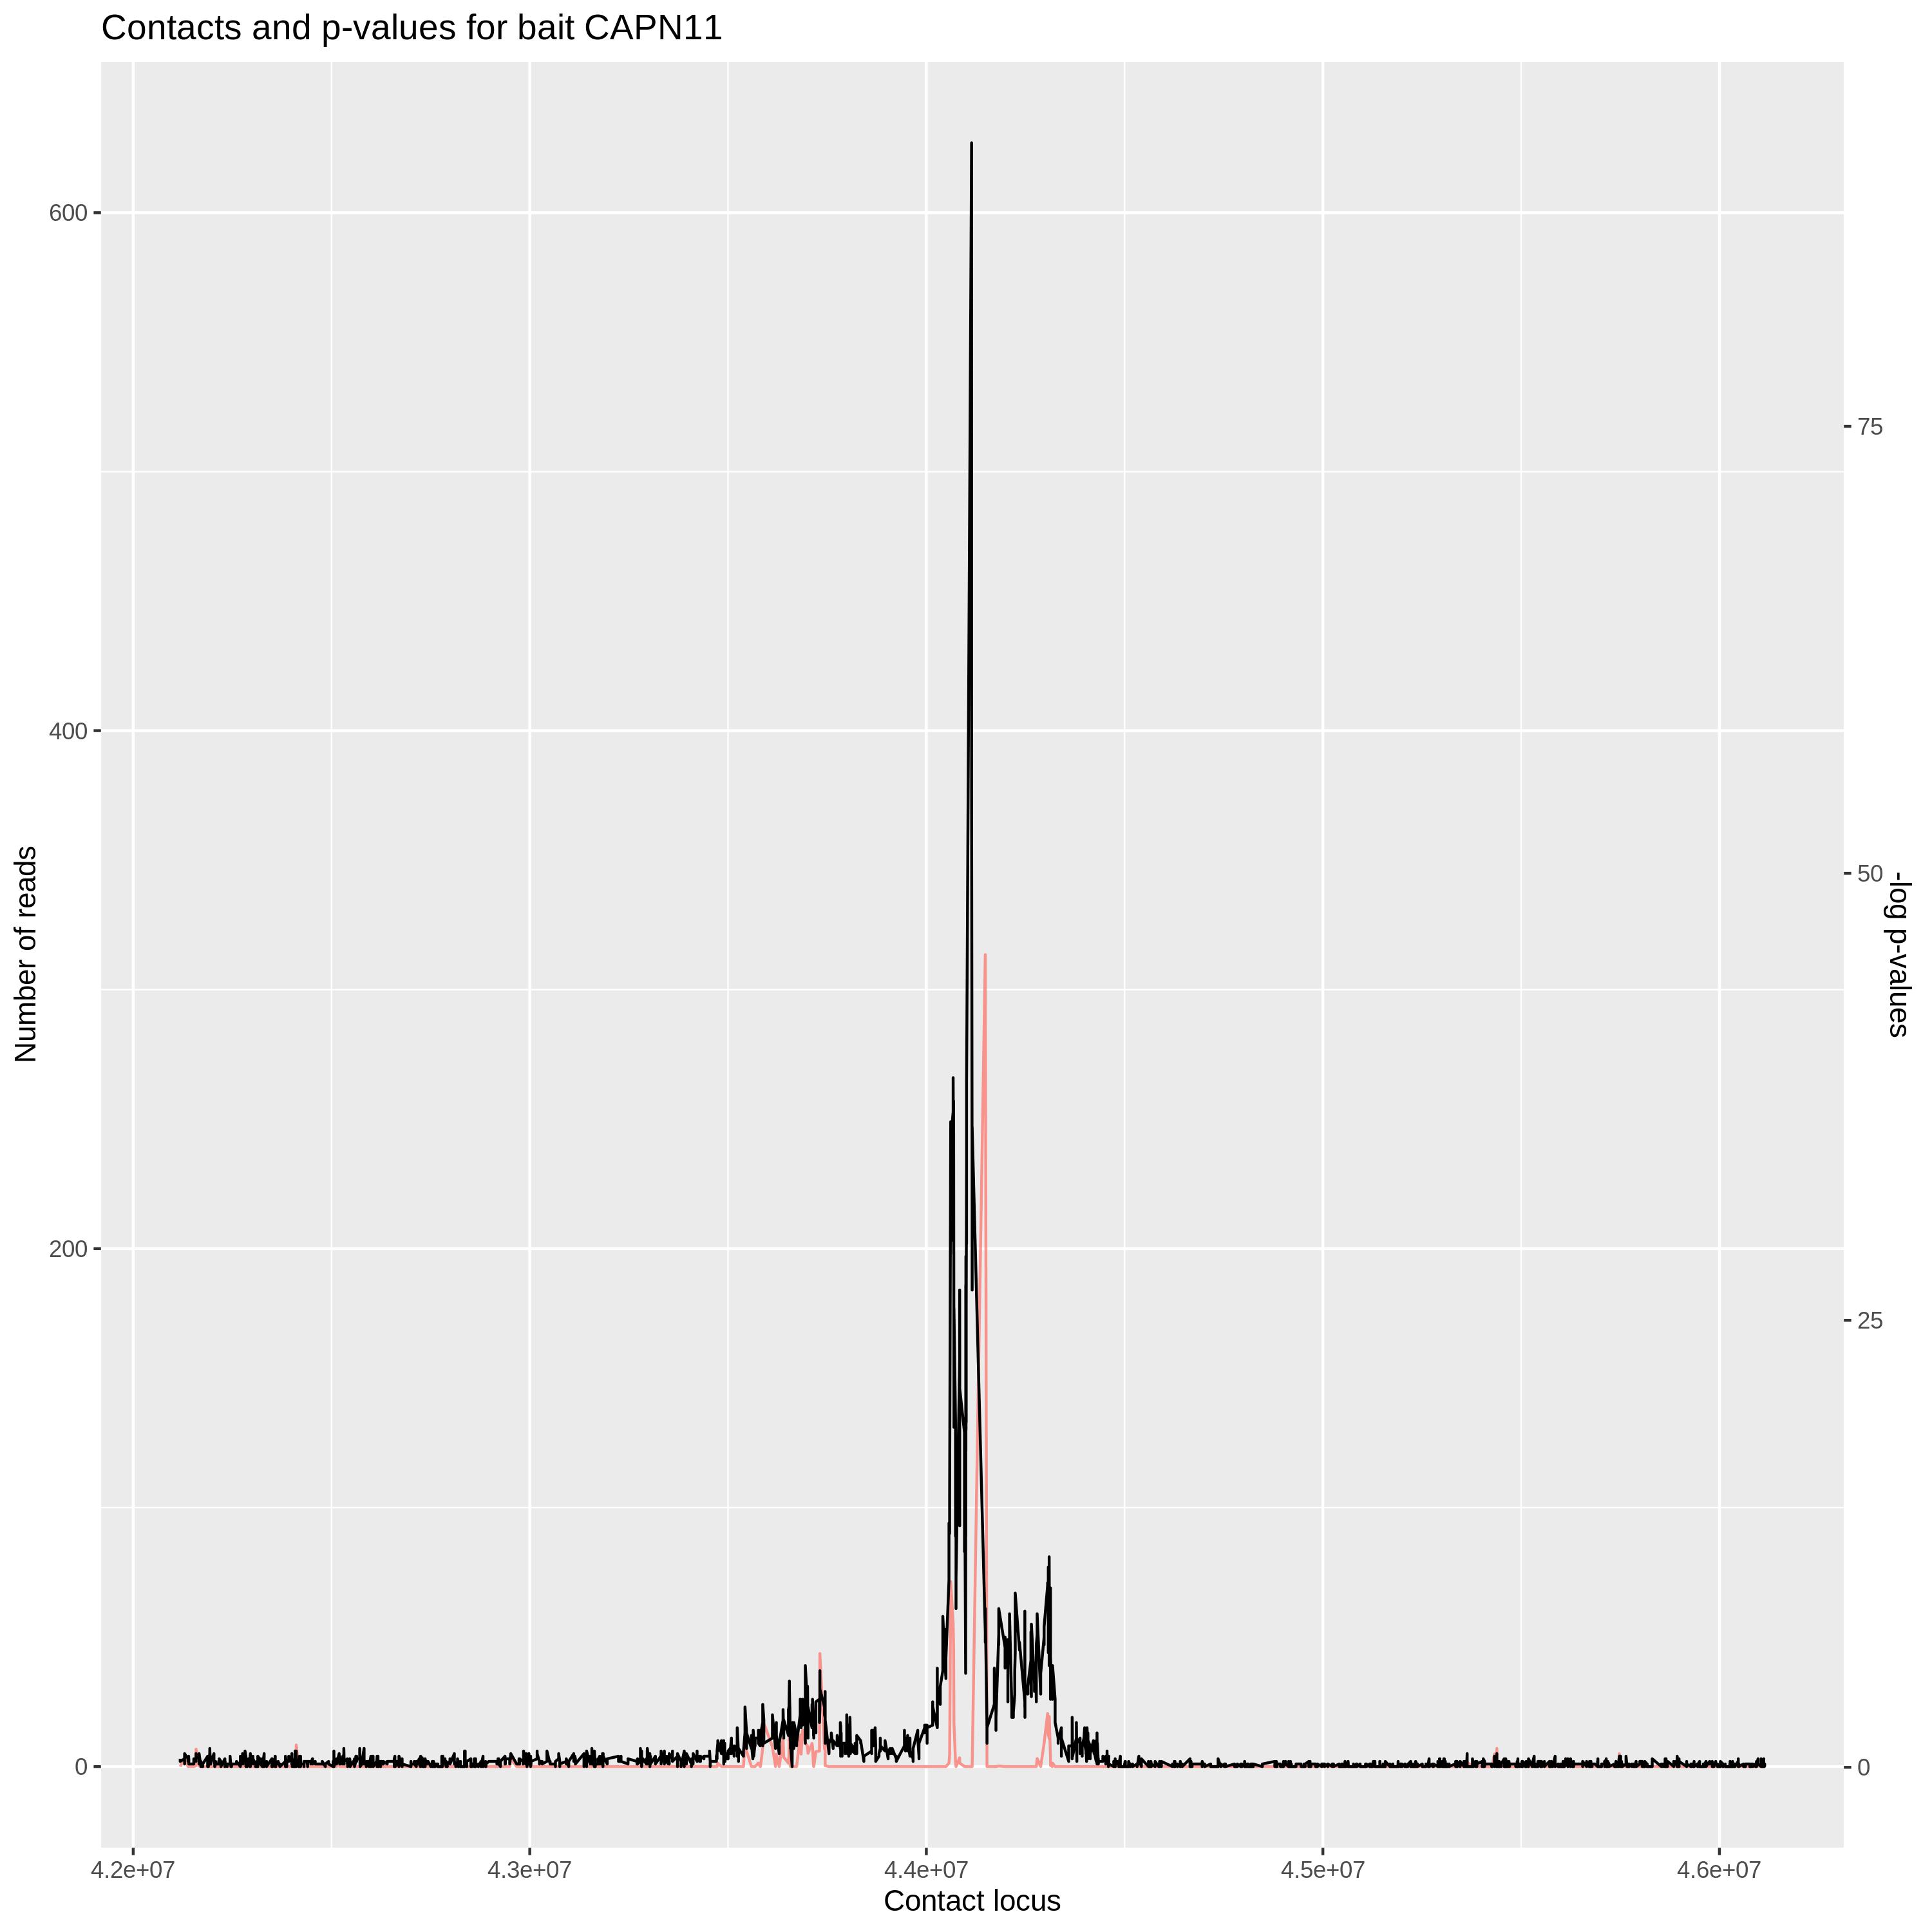 Contacts and p-values for bait CAPN11
600
400
200
0
75
50
25
0
Number of reads
-log p-values
4.2e+07
4.3e+07
4.4e+07
4.5e+07
4.6e+07
Contact locus